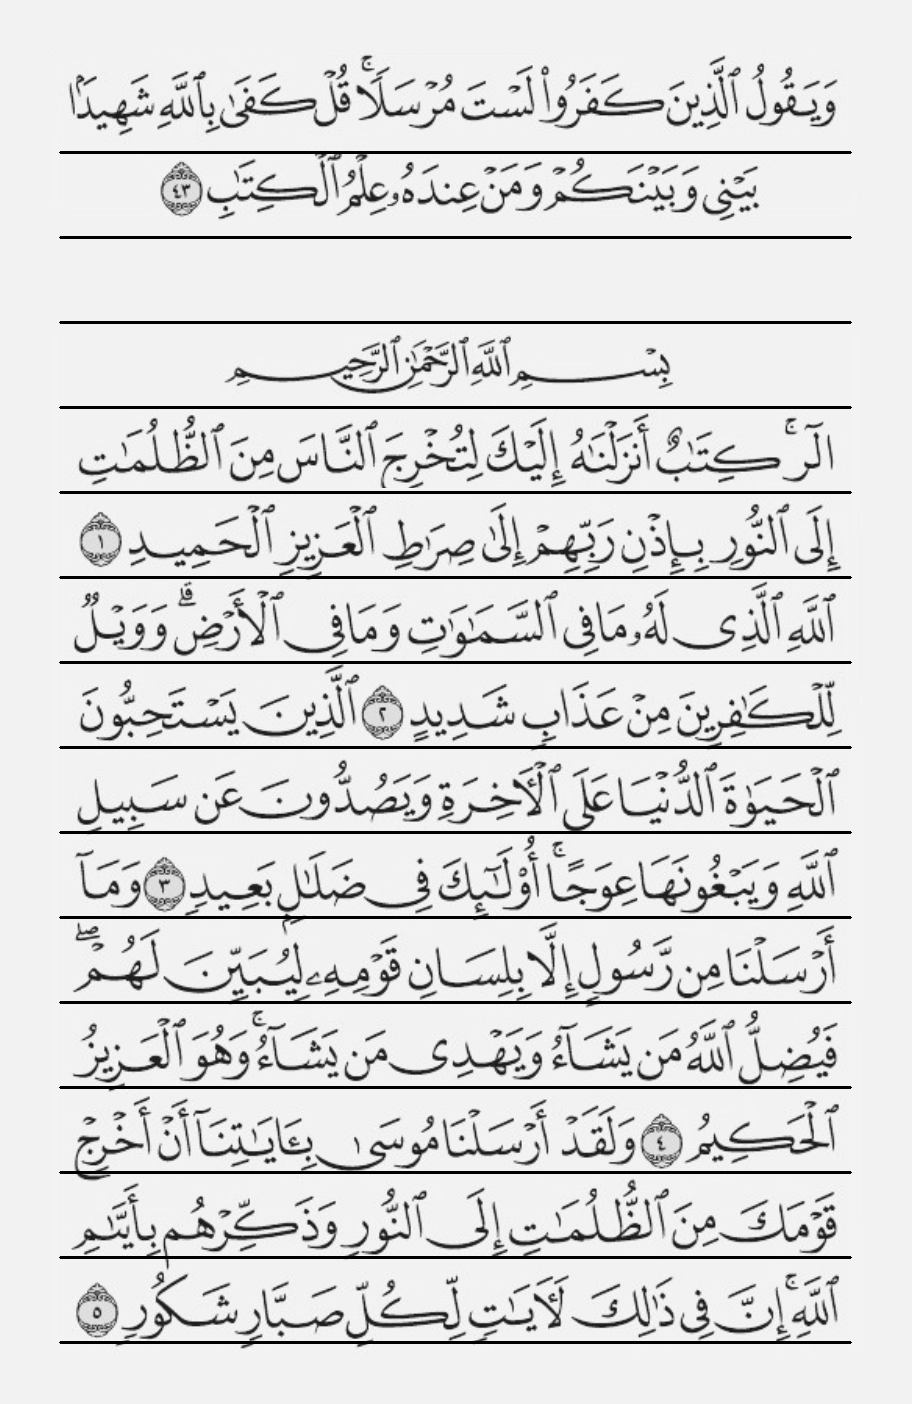 وَيَقُولُ ٱلَّذِينَ كَفَرُوا۟ لَسْتَ مُرْسَلًا ۚ قُلْ كَفَىٰ بِٱللَّهِ شَهِيدًۢا
بَيْنِى وَبَيْنَكُمْ وَمَنْ عِندَهُۥ عِلْمُ ٱلْكِتَٰبِ ٤٣
بِسْمِ ٱللَّهِ ٱلرَّحْمَٰنِ ٱلرَّحِيمِ
الٓر ۚ كِتَٰبٌ أَنزَلْنَٰهُ إِلَيْكَ لِتُخْرِجَ ٱلنَّاسَ مِنَ ٱلظُّلُمَٰتِ
إِلَى ٱلنُّورِ بِإِذْنِ رَبِّهِمْ إِلَىٰ صِرَٰطِ ٱلْعَزِيزِ ٱلْحَمِيدِ ١
ٱللَّهِ ٱلَّذِى لَهُۥ مَا فِى ٱلسَّمَٰوَٰتِ وَمَا فِى ٱلْأَرْضِ ۗ وَوَيْلٌ
لِّلْكَٰفِرِينَ مِنْ عَذَابٍ شَدِيدٍ ٢ ٱلَّذِينَ يَسْتَحِبُّونَ
ٱلْحَيَوٰةَ ٱلدُّنْيَا عَلَى ٱلْءَاخِرَةِ وَيَصُدُّونَ عَن سَبِيلِ
ٱللَّهِ وَيَبْغُونَهَا عِوَجًا ۚ أُو۟لَٰٓئِكَ فِى ضَلَٰلٍۭ بَعِيدٍ ٣ وَمَآ
أَرْسَلْنَا مِن رَّسُولٍ إِلَّا بِلِسَانِ قَوْمِهِۦ لِيُبَيِّنَ لَهُمْ ۖ
فَيُضِلُّ ٱللَّهُ مَن يَشَآءُ وَيَهْدِى مَن يَشَآءُ ۚ وَهُوَ ٱلْعَزِيزُ
ٱلْحَكِيمُ ٤ وَلَقَدْ أَرْسَلْنَا مُوسَىٰ بِـَٔايَٰتِنَآ أَنْ أَخْرِجْ
قَوْمَكَ مِنَ ٱلظُّلُمَٰتِ إِلَى ٱلنُّورِ وَذَكِّرْهُم بِأَيَّىٰمِ
ٱللَّهِ ۚ إِنَّ فِى ذَٰلِكَ لَءَايَٰتٍ لِّكُلِّ صَبَّارٍ شَكُورٍ ٥